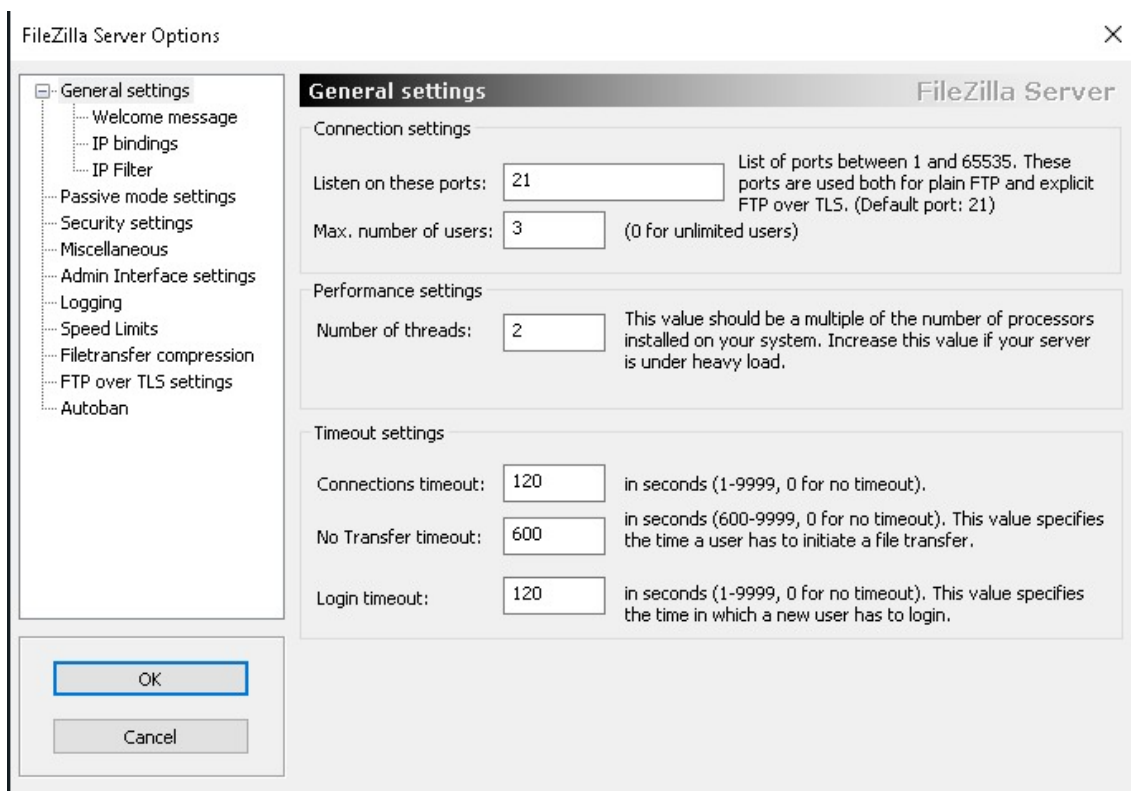 FileZilla Server Options
General settings
Welcome message
IP bindings
IP Filter
Passive mode settings
Security settings
Miscellaneous
Admin Interface settings
Logging
Speed Limits
Filetransfer compression
FTP over TLS settings
Autoban
OK
Cancel
General settings
FileZilla Server
Connection settings
Listen on these ports: 21
List of ports between 1 and 65535. These
ports are used both for plain FTP and explicit
FTP over TLS. (Default port: 21)
Max. number of users: 3 (0 for unlimited users)
Performance settings
Number of threads: 2
This value should be a multiple of the number of processors
installed on your system. Increase this value if your server
is under heavy load.
Timeout settings
Connections timeout: 120 in seconds (1-9999, 0 for no timeout).
No Transfer timeout: 600
in seconds (600-9999, 0 for no timeout). This value specifies
the time a user has to initiate a file transfer.
Login timeout: 120
in seconds (1-9999, 0 for no timeout). This value specifies
the time in which a new user has to login.